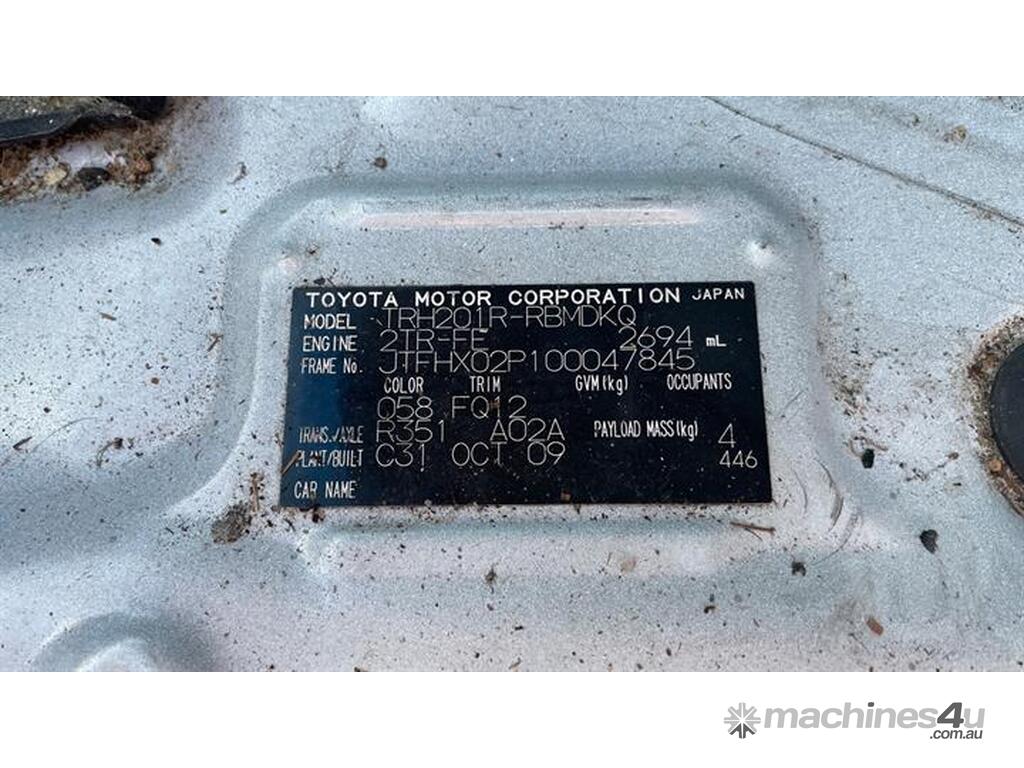 TOYOTA MOTOR CORPORATION JAPAN
MODEL TRH201R-RBMDKQ
ENGINE 2TR-FE 2694 mL
FRAME No. JTFHX02P100047845
COLOR TRIM GVM(kg) OCCUPANTS
058 FQ12
TRANS./AXLE R351 A02A PAYLOAD MASS(kg) 4
PLANT/BUILT C31 OCT 09 446
CAR NAME
machines4u
.com.au